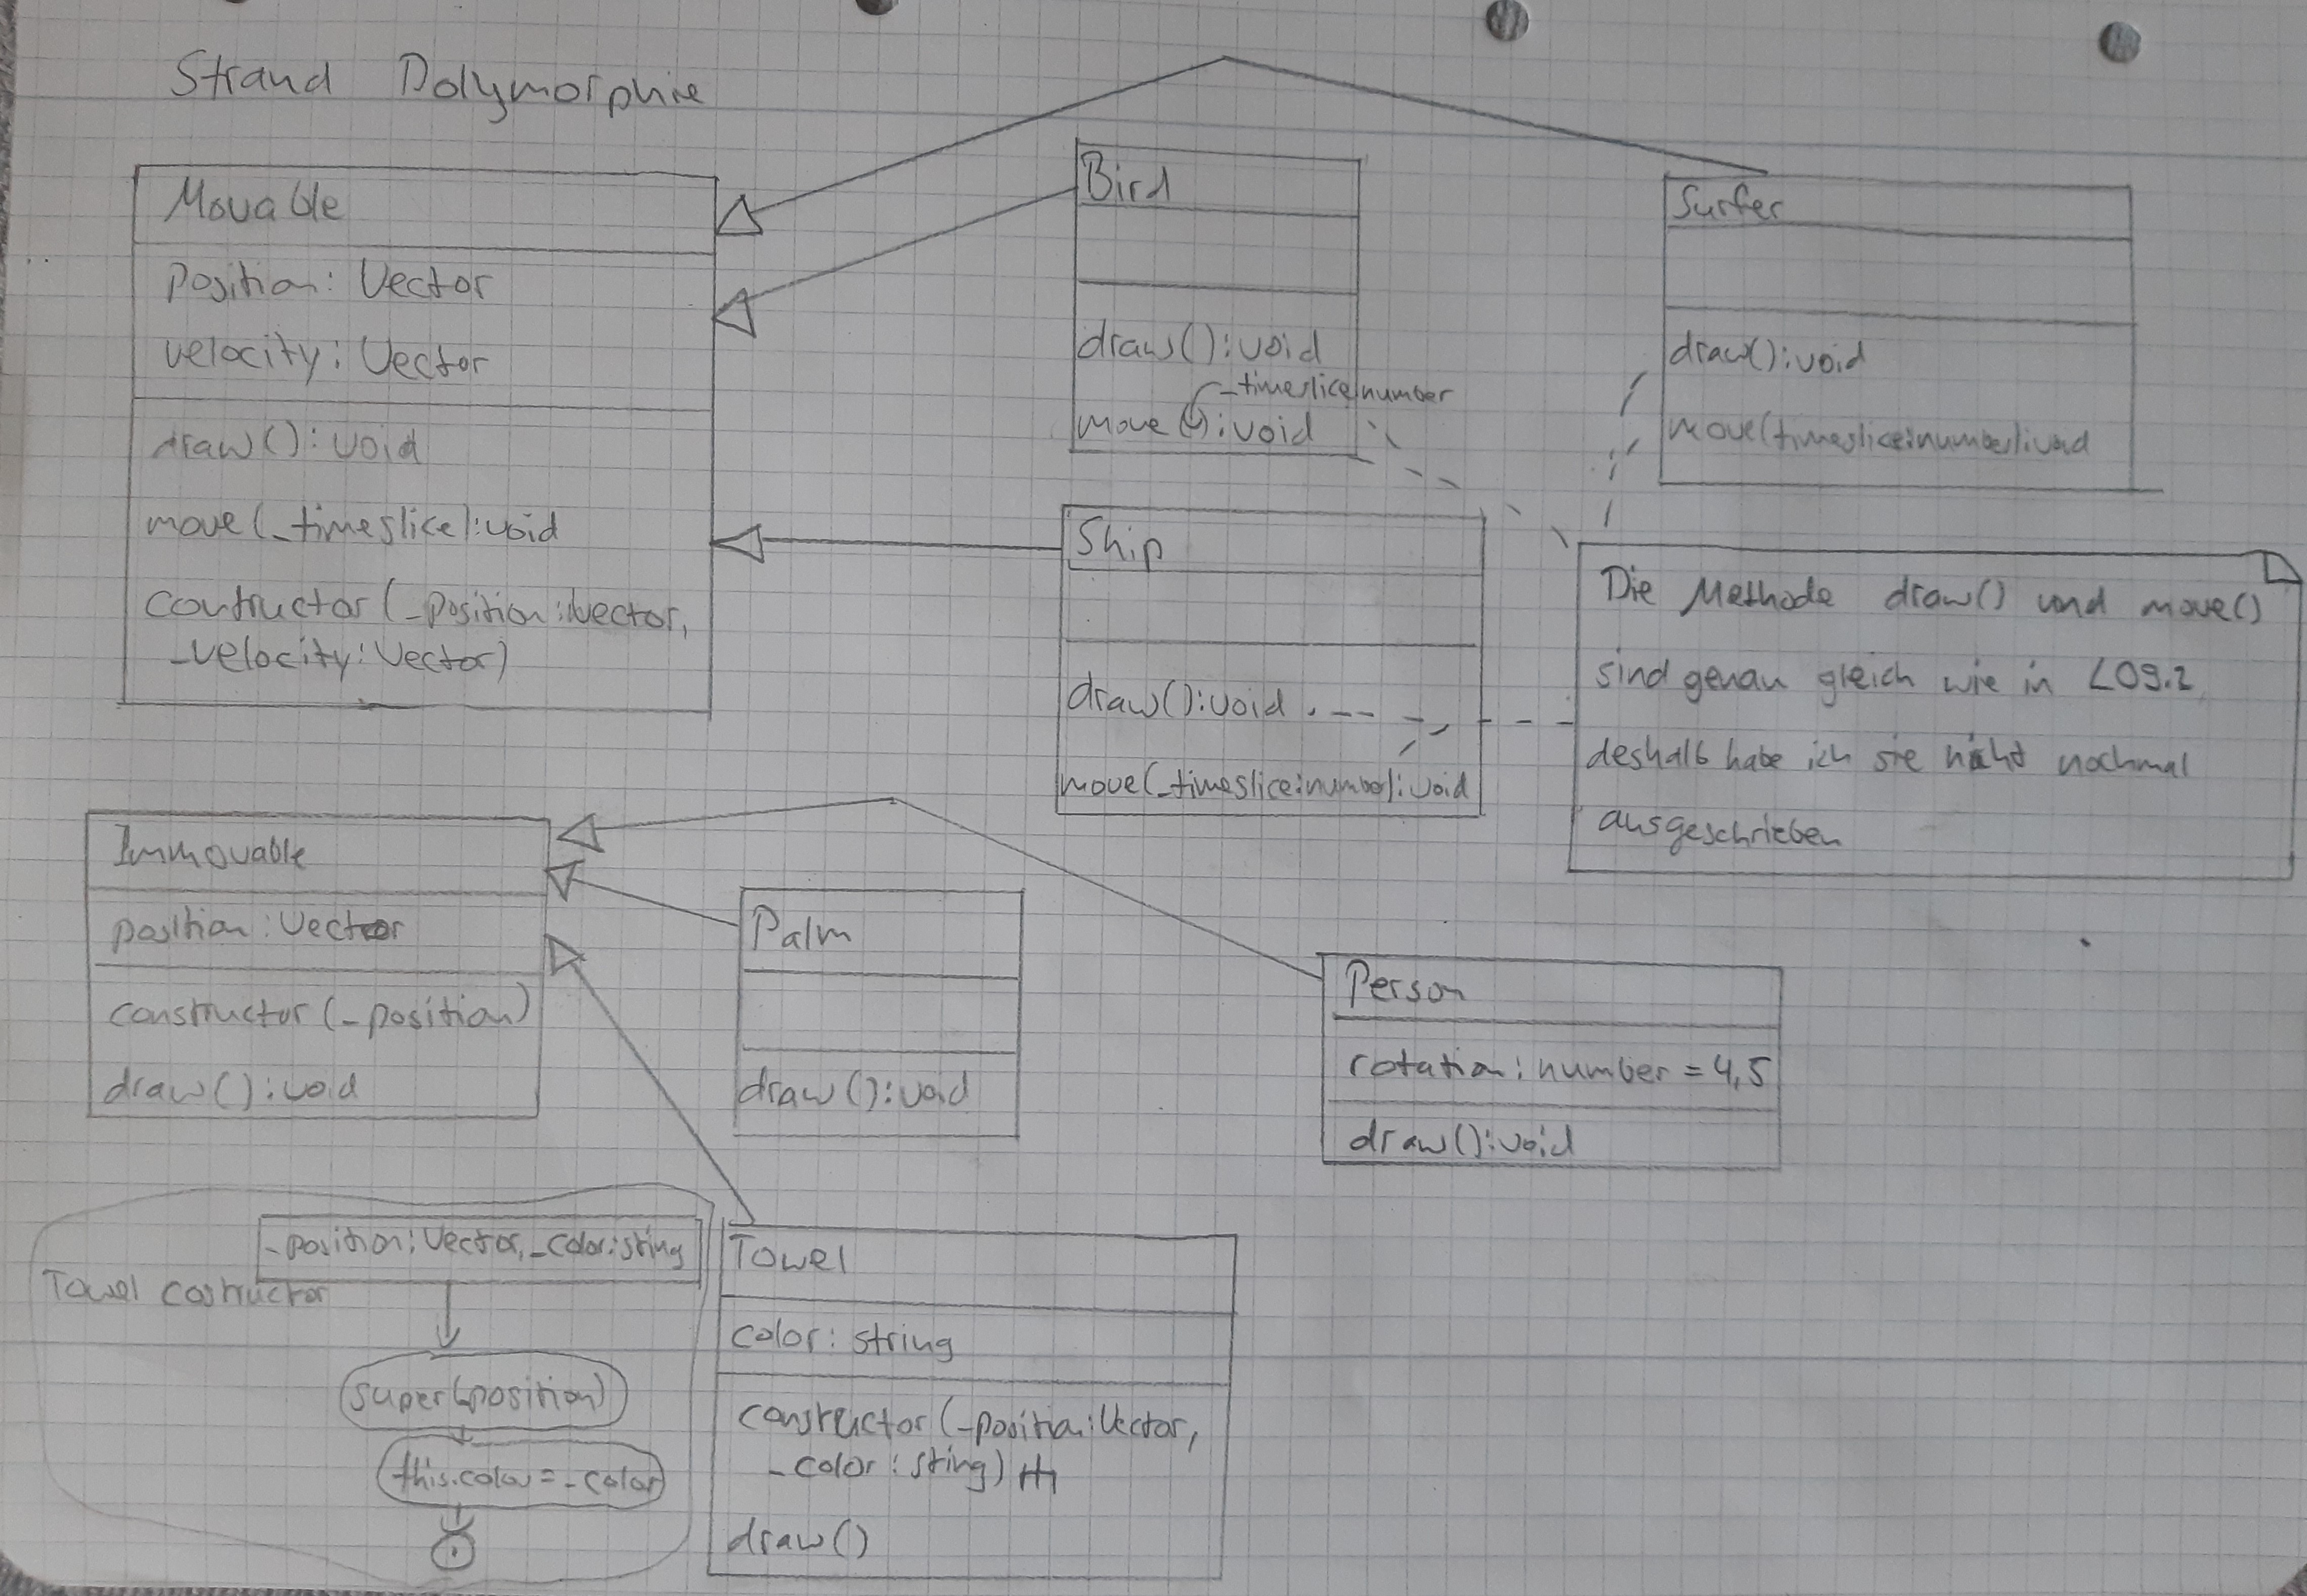 Strand Polymorphie
Movable
Position: Vector
velocity: Vector
draw(): void
move(_timeslice): void
contructor(_position: Vector,
_velocity: Vector)
Bird
draw(): void
_timeslice:number
move(): void
Surfer
draw(): void
move(timeslice:number): void
Ship
draw(): void
move(_timeslice:number): void
Die Methode draw() und move()
sind genau gleich wie in L09.2
deshalb habe ich sie nicht nochmal
ausgeschrieben
Immovable
position: Vector
constructor(_position)
draw(): void
Palm
draw(): void
Person
rotation: number = 4,5
draw(): void
_position: Vector, _color: string
Towel costructor
super(_position)
this.color = _color
Towel
color: string
constructor(_position: Vector,
_color: sting)
draw()